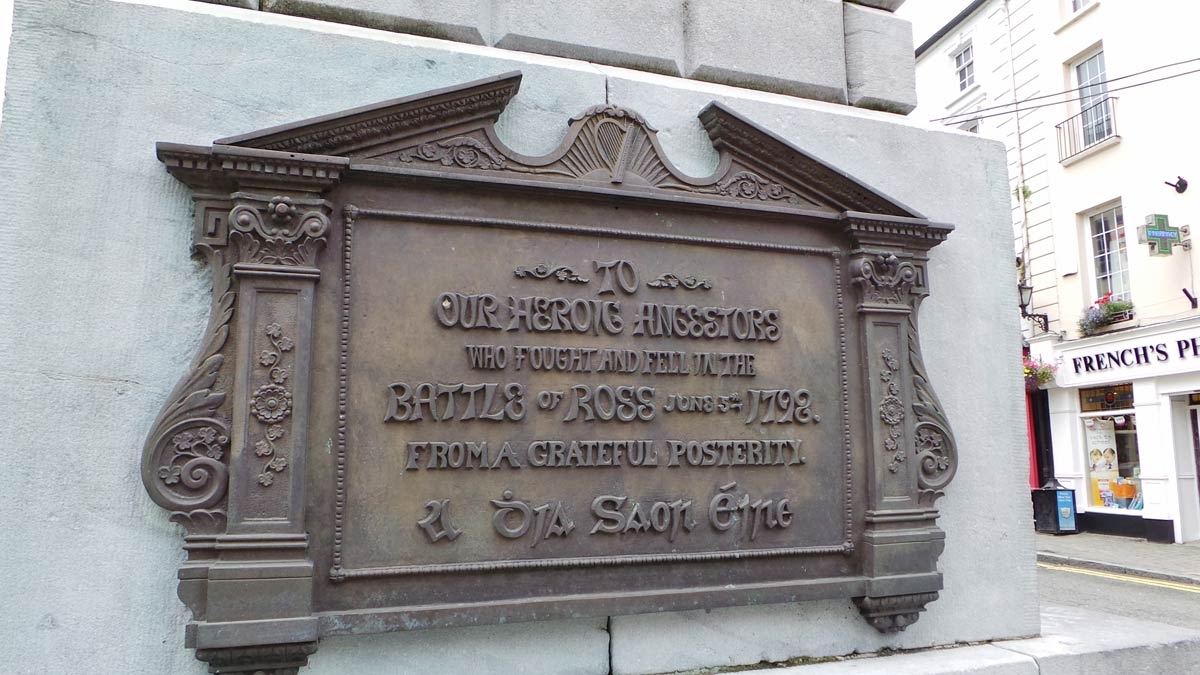 TO
OUR HEROIC ANCESTORS
WHO FOUGHT AND FELL IN THE
BATTLE OF ROSS JUNE 5th 1798.
FROM A GRATEFUL POSTERITY.
A Ḋia Saor Éire
FRENCH'S PH